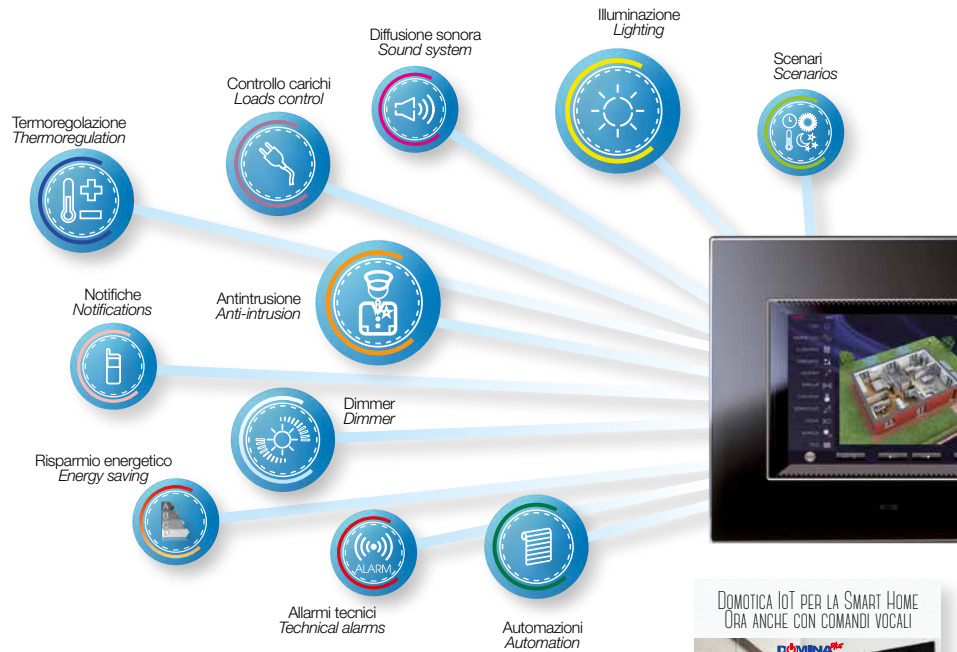 Illuminazione
Lighting
Diffusione sonora
Sound system
Scenari
Scenarios
Controllo carichi
Loads control
Termoregolazione
Thermoregulation
Notifiche
Notifications
Antintrusione
Anti-intrusion
Dimmer
Dimmer
Risparmio energetico
Energy saving
ALARM
Allarmi tecnici
Technical alarms
Automazioni
Automation
DOMOTICA IoT PER LA SMART HOME
ORA ANCHE CON COMANDI VOCALI
DOMINA plus